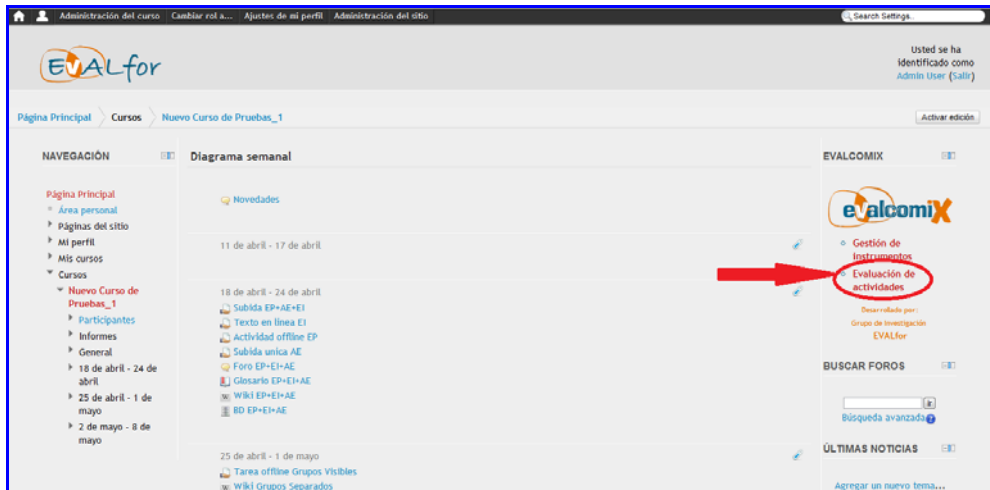 Administración del curso Cambiar rol a... Ajustes de mi perfil Administración del sitio
Search Settings..
EVALfor
Usted se ha
identificado como
Admin User (Salir)
Página Principal Cursos Nuevo Curso de Pruebas_1
Activar edición
NAVEGACIÓN
Página Principal
Área personal
Páginas del sitio
Mi perfil
Mis cursos
Cursos
Nuevo Curso de
Pruebas_1
Participantes
Informes
General
18 de abril - 24 de
abril
25 de abril - 1 de
mayo
2 de mayo - 8 de
mayo
Diagrama semanal
Novedades
11 de abril - 17 de abril
18 de abril - 24 de abril
Subida EP+AE+EI
Texto en línea EI
Actividad offline EP
Subida unica AE
Foro EP+EI+AE
Glosario EP+EI+AE
Wiki EP+EI+AE
BD EP+EI+AE
25 de abril - 1 de mayo
Tarea offline Grupos Visibles
Wiki Grupos Separados
EVALCOMIX
evalcomiX
Gestión de
instrumentos
Evaluación de
actividades
Desarrollado por:
Grupo de investigación
EVALfor
BUSCAR FOROS
Ir
Búsqueda avanzada
ÚLTIMAS NOTICIAS
Agregar un nuevo tema...